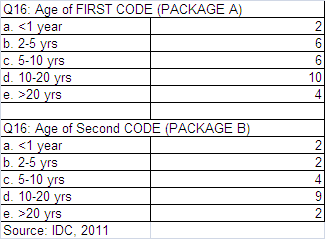 Q16: Age of FIRST CODE (PACKAGE A)
a. <1 year 2
b. 2-5 yrs 6
c. 5-10 yrs 6
d. 10-20 yrs 10
e. >20 yrs 4
Q16: Age of Second CODE (PACKAGE B)
a. <1 year 2
b. 2-5 yrs 2
c. 5-10 yrs 4
d. 10-20 yrs 9
e. >20 yrs 2
Source: IDC, 2011